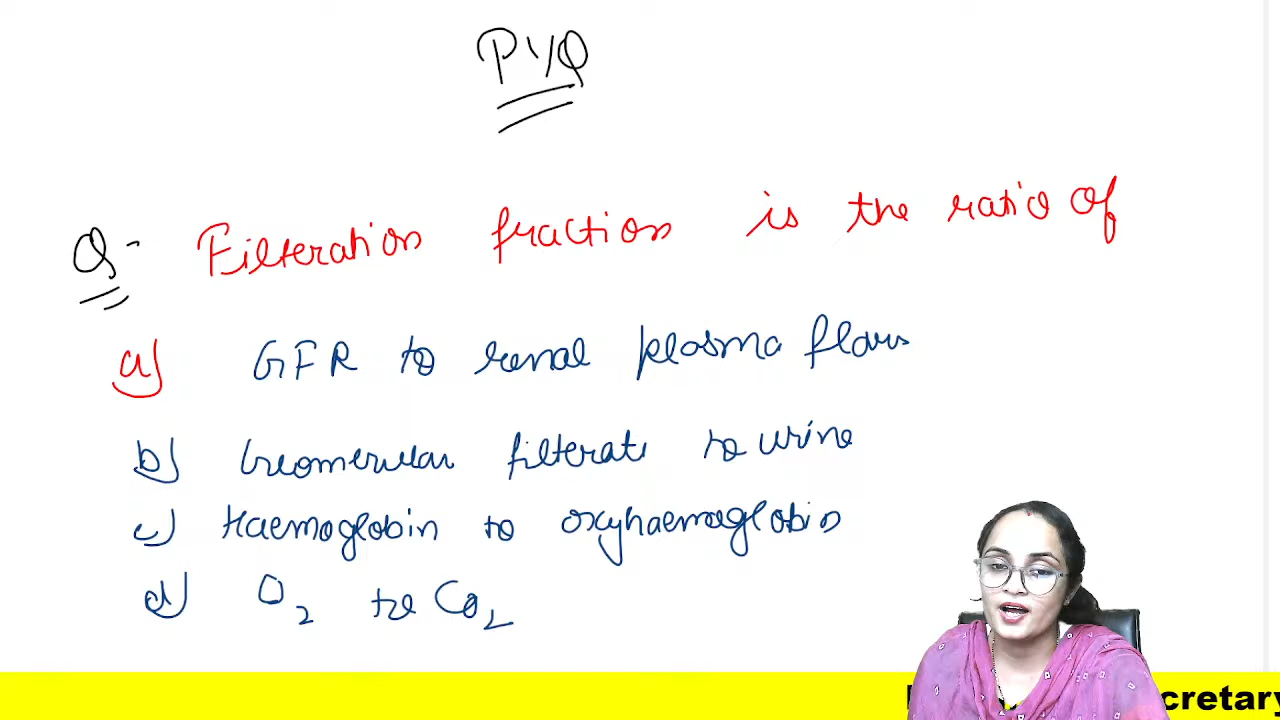 PYQ
Q- Filteration fraction is the ratio of
a) GFR to renal plasma flow
b) Glomerular filterate to urine
c) Haemoglobin to oxyhaemoglobin
d) O2 to CO2
cretary